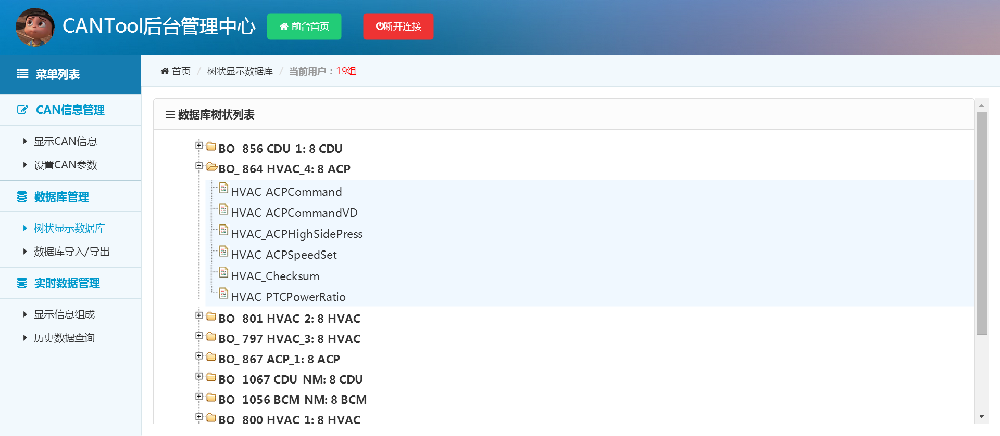 CANTool后台管理中心
前台首页
断开连接
菜单列表
首页 / 树状显示数据库 / 当前用户：19组
CAN信息管理
显示CAN信息
设置CAN参数
数据库管理
树状显示数据库
数据库导入/导出
实时数据管理
显示信息组成
历史数据查询
数据库树状列表
BO_ 856 CDU_1: 8 CDU
BO_ 864 HVAC_4: 8 ACP
HVAC_ACPCommand
HVAC_ACPCommandVD
HVAC_ACPHighSidePress
HVAC_ACPSpeedSet
HVAC_Checksum
HVAC_PTCPowerRatio
BO_ 801 HVAC_2: 8 HVAC
BO_ 797 HVAC_3: 8 HVAC
BO_ 867 ACP_1: 8 ACP
BO_ 1067 CDU_NM: 8 CDU
BO_ 1056 BCM_NM: 8 BCM
BO_ 800 HVAC_1: 8 HVAC